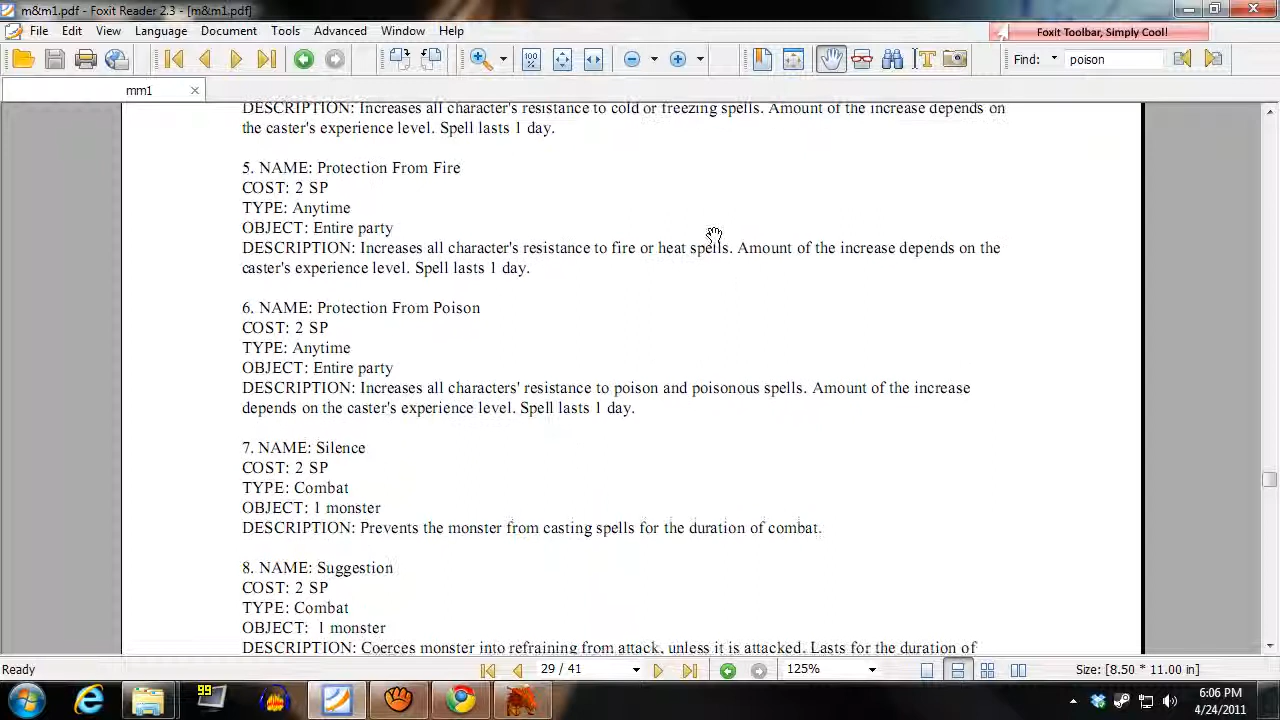 m&m1.pdf - Foxit Reader 2.3 - [m&m1.pdf]
File Edit View Language Document Tools Advanced Window Help
Foxit Toolbar, Simply Cool!
Find: poison
mm1
DESCRIPTION: Increases all character's resistance to cold or freezing spells. Amount of the increase depends on
the caster's experience level. Spell lasts 1 day.
5. NAME: Protection From Fire
COST: 2 SP
TYPE: Anytime
OBJECT: Entire party
DESCRIPTION: Increases all character's resistance to fire or heat spells. Amount of the increase depends on the
caster's experience level. Spell lasts 1 day.
6. NAME: Protection From Poison
COST: 2 SP
TYPE: Anytime
OBJECT: Entire party
DESCRIPTION: Increases all characters' resistance to poison and poisonous spells. Amount of the increase
depends on the caster's experience level. Spell lasts 1 day.
7. NAME: Silence
COST: 2 SP
TYPE: Combat
OBJECT: 1 monster
DESCRIPTION: Prevents the monster from casting spells for the duration of combat.
8. NAME: Suggestion
COST: 2 SP
TYPE: Combat
OBJECT: 1 monster
DESCRIPTION: Coerces monster into refraining from attack, unless it is attacked. Lasts for the duration of
Ready 29 / 41 125% Size: [8.50 * 11.00 in]
99
6:06 PM
4/24/2011